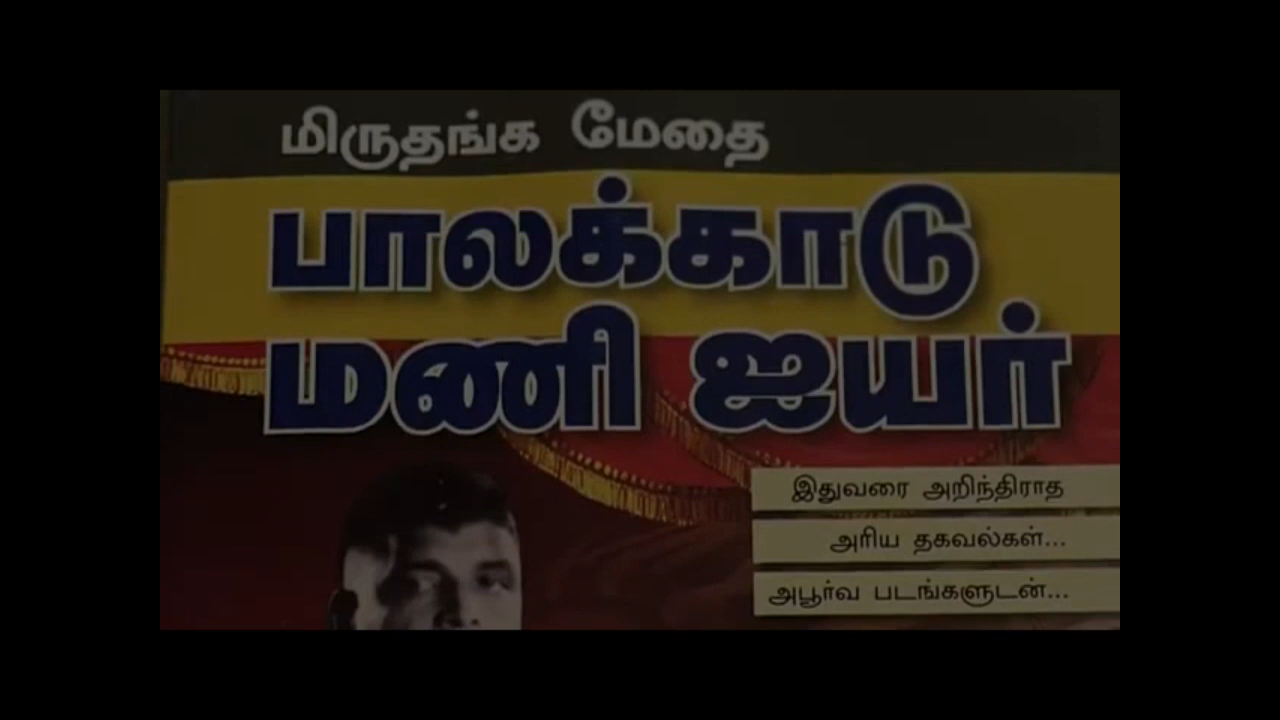 மிருதங்க மேதை
பாலக்காடு
மணி ஐயர்
இதுவரை அறிந்திராத
அரிய தகவல்கள்...
அபூர்வ படங்களுடன்...